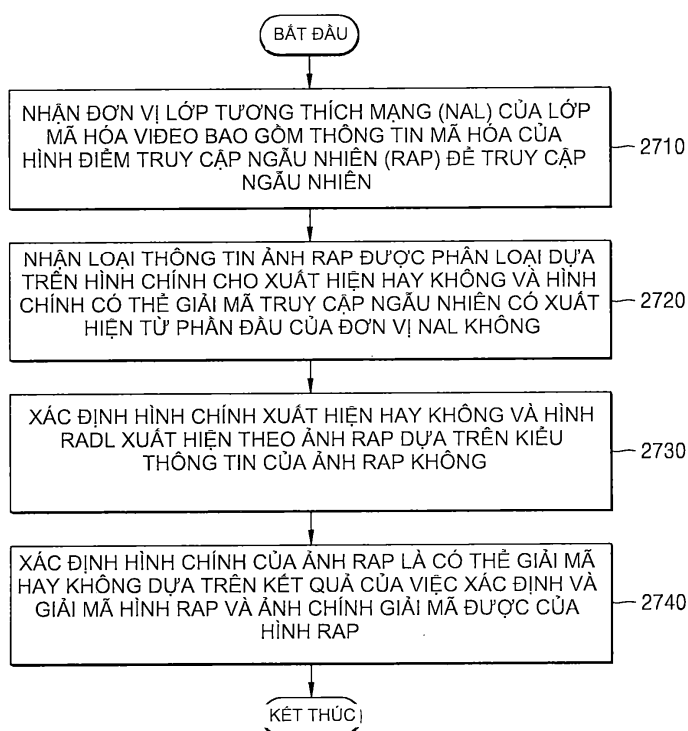 BẮT ĐẦU
NHẬN ĐƠN VỊ LỚP TƯƠNG THÍCH MẠNG (NAL) CỦA LỚP
MÃ HÓA VIĐEO BAO GỒM THÔNG TIN MÃ HÓA CỦA
HÌNH ĐIỂM TRUY CẬP NGẪU NHIÊN (RAP) ĐỂ TRUY CẬP
NGẪU NHIÊN
2710
NHẬN LOẠI THÔNG TIN ẢNH RAP ĐƯỢC PHÂN LOẠI DỰA
TRÊN HÌNH CHÍNH CHO XUẤT HIỆN HAY KHÔNG VÀ HÌNH
CHÍNH CÓ THỂ GIẢI MÃ TRUY CẬP NGẪU NHIÊN CÓ XUẤT
HIỆN TỪ PHẦN ĐẦU CỦA ĐƠN VỊ NAL KHÔNG
2720
XÁC ĐỊNH HÌNH CHÍNH XUẤT HIỆN HAY KHÔNG VÀ HÌNH
RADL XUẤT HIỆN THEO ẢNH RAP DỰA TRÊN KIỂU
THÔNG TIN CỦA ẢNH RAP KHÔNG
2730
XÁC ĐỊNH HÌNH CHÍNH CỦA ẢNH RAP LÀ CÓ THỂ GIẢI MÃ
HAY KHÔNG DỰA TRÊN KẾT QUẢ CỦA VIỆC XÁC ĐỊNH VÀ
GIẢI MÃ HÌNH RAP VÀ ẢNH CHÍNH GIẢI MÃ ĐƯỢC CỦA
HÌNH RAP
2740
KẾT THÚC